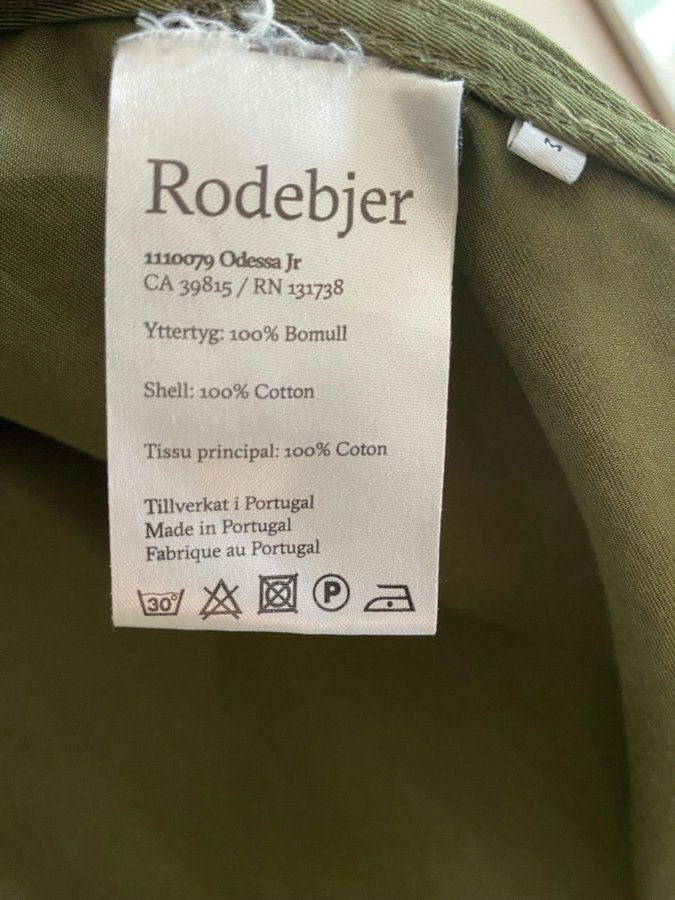 Rodebjer
1110079 Odessa Jr
CA 39815 / RN 131738
Yttertyg: 100% Bomull
Shell: 100% Cotton
Tissu principal: 100% Coton
Tillverkat i Portugal
Made in Portugal
Fabrique au Portugal
30°
P
M